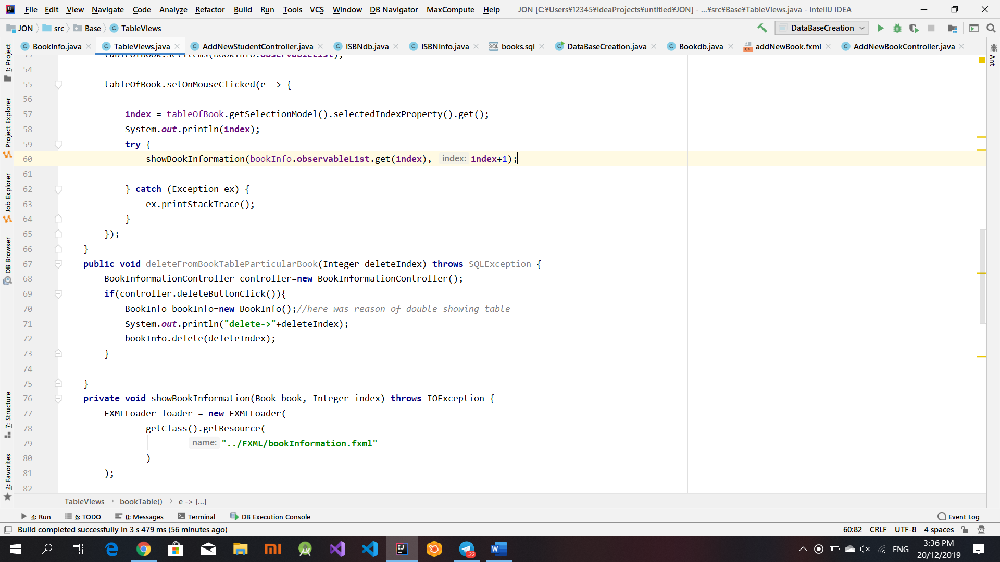 File Edit View Navigate Code Analyze Refactor Build Run Tools VCS Window DB Navigator MaxCompute Help JON [C:¥Users¥12345¥IdeaProjects¥untitled¥JON] - ...¥src¥Base¥TableViews.java - IntelliJ IDEA
JON src Base TableViews DataBaseCreation
BookInfo.java TableViews.java AddNewStudentController.java ISBNdb.java ISBNInfo.java books.sql DataBaseCreation.java Bookdb.java addNewBook.fxml AddNewBookController.java
1: Project
Project Explorer
Job Explorer
DB Browser
7: Structure
2: Favorites
Ant
53 tableOfBook.setItems(bookInfo.observableList);
54
55 tableOfBook.setOnMouseClicked(e -> {
56
57 index = tableOfBook.getSelectionModel().selectedIndexProperty().get();
58 System.out.println(index);
59 try {
60 showBookInformation(bookInfo.observableList.get(index), index: index+1);
61
62 } catch (Exception ex) {
63 ex.printStackTrace();
64 }
65 });
66 }
67 public void deleteFromBookTableParticularBook(Integer deleteIndex) throws SQLException {
68 BookInformationController controller=new BookInformationController();
69 if(controller.deleteButtonClick()){
70 BookInfo bookInfo=new BookInfo();//here was reason of double showing table
71 System.out.println("delete->"+deleteIndex);
72 bookInfo.delete(deleteIndex);
73 }
74
75 }
76 private void showBookInformation(Book book, Integer index) throws IOException {
77 FXMLLoader loader = new FXMLLoader(
78 getClass().getResource(
79 name: "../FXML/bookInformation.fxml"
80 )
81 );
82
TableViews bookTable() e -> {...}
4: Run 6: TODO 0: Messages Terminal DB Execution Console Event Log
Build completed successfully in 3 s 479 ms (56 minutes ago) 60:82 CRLF UTF-8 4 spaces
ENG 3:36 PM
20/12/2019